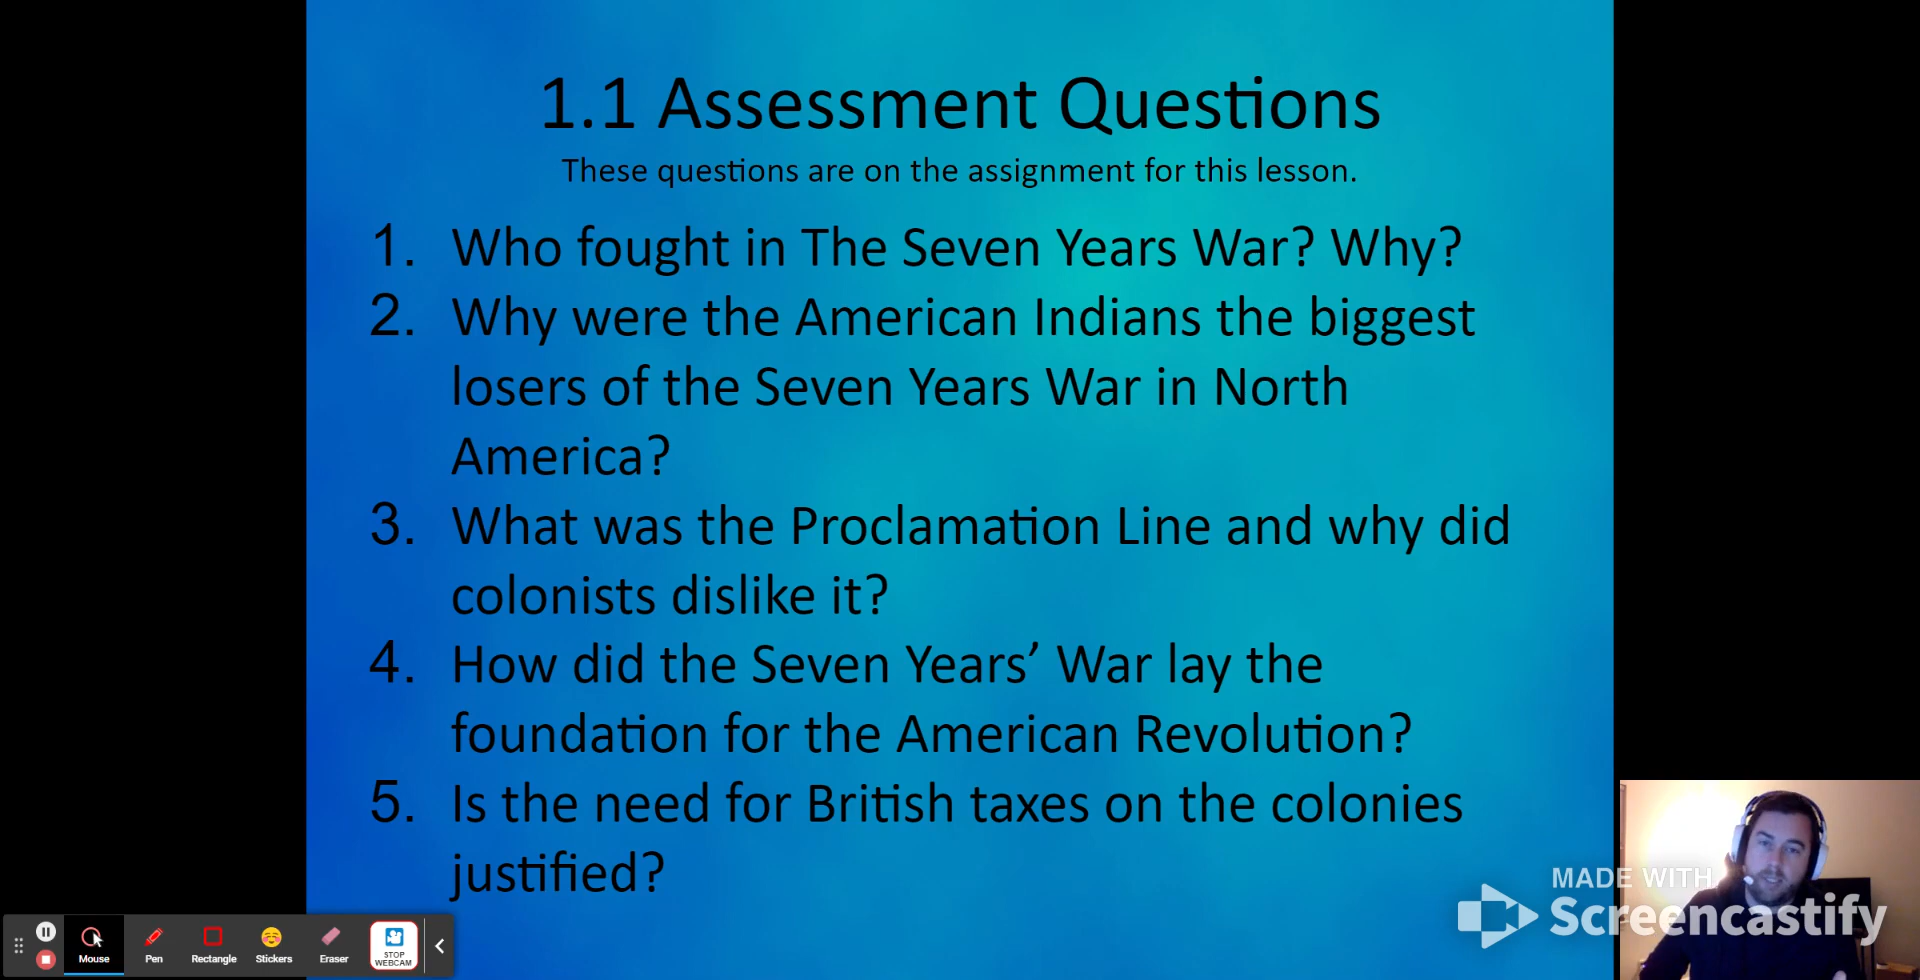 1.1 Assessment Questions
These questions are on the assignment for this lesson.
1. Who fought in The Seven Years War? Why?
2. Why were the American Indians the biggest
losers of the Seven Years War in North
America?
3. What was the Proclamation Line and why did
colonists dislike it?
4. How did the Seven Years’ War lay the
foundation for the American Revolution?
5. Is the need for British taxes on the colonies
justified?
MADE WITH
Screencastify
Mouse
Pen
Rectangle
Stickers
Eraser
STOP
WEBCAM